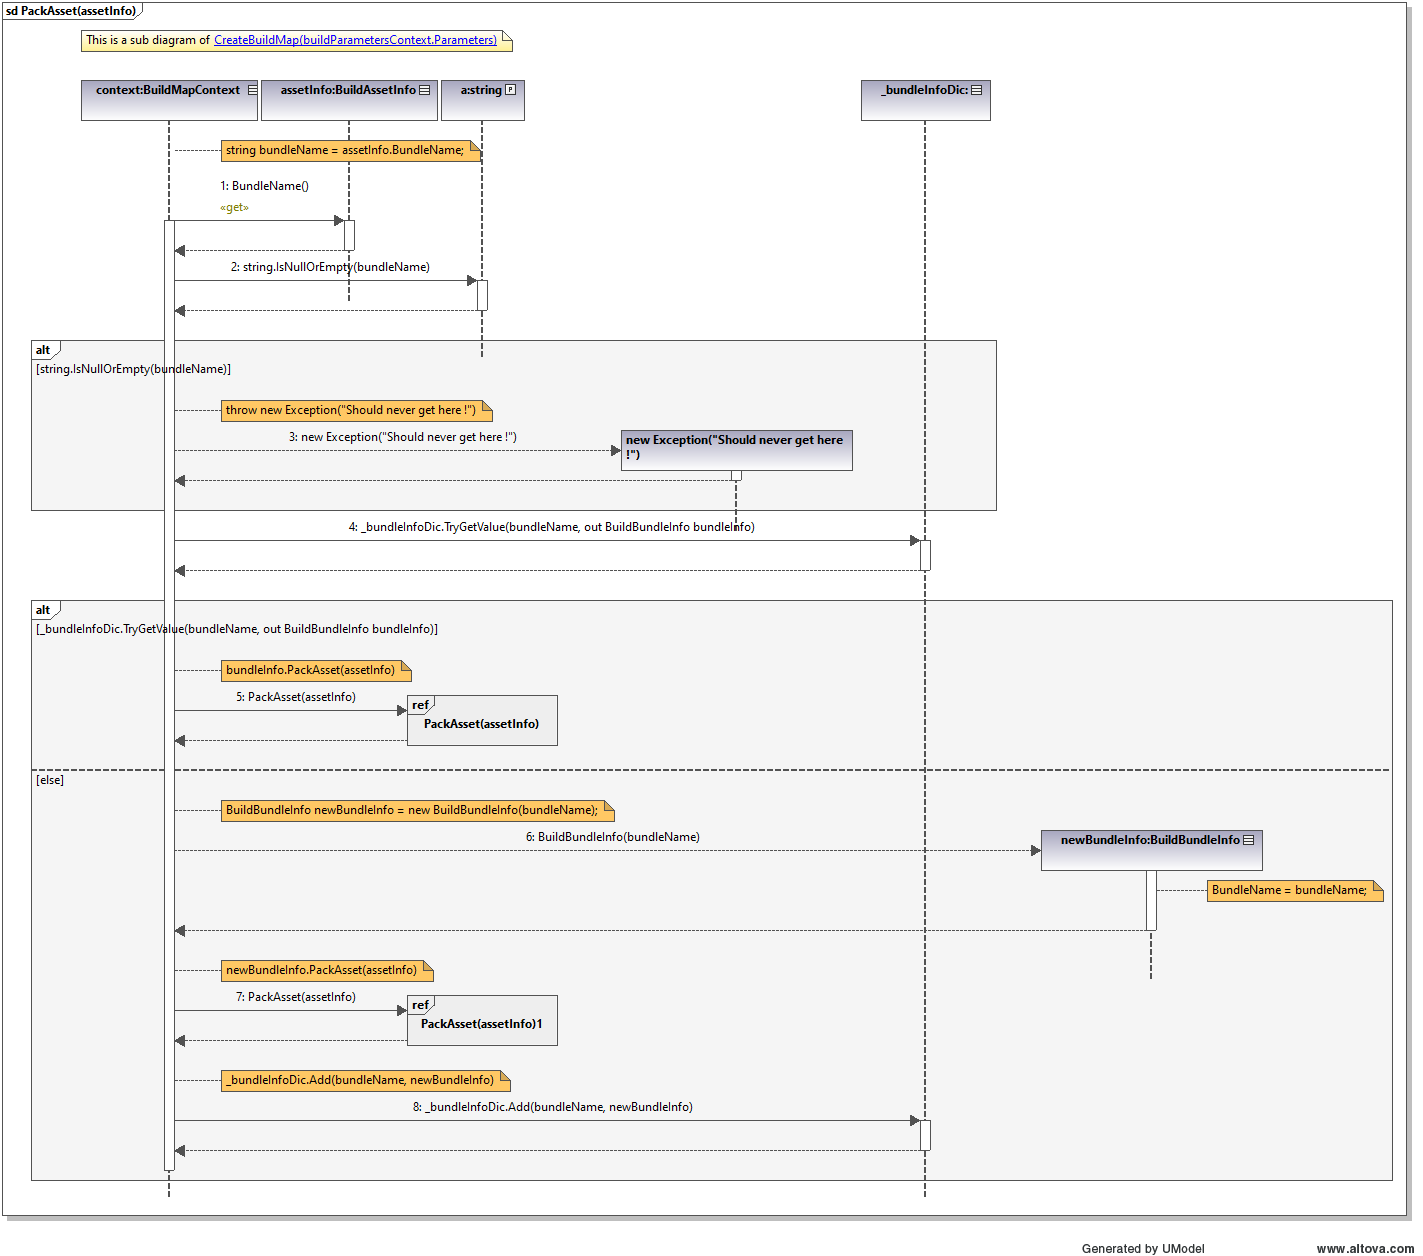 sd PackAsset(assetInfo)
This is a sub diagram of CreateBuildMap(buildParametersContext.Parameters)
context:BuildMapContext
assetInfo:BuildAssetInfo
a:string P
_bundleInfoDic:
string bundleName = assetInfo.BundleName;
1: BundleName()
«get»
2: string.IsNullOrEmpty(bundleName)
alt
[string.IsNullOrEmpty(bundleName)]
throw new Exception("Should never get here !")
3: new Exception("Should never get here !")
new Exception("Should never get here
!")
4: _bundleInfoDic.TryGetValue(bundleName, out BuildBundleInfo bundleInfo)
alt
[_bundleInfoDic.TryGetValue(bundleName, out BuildBundleInfo bundleInfo)]
bundleInfo.PackAsset(assetInfo)
5: PackAsset(assetInfo)
ref
PackAsset(assetInfo)
[else]
BuildBundleInfo newBundleInfo = new BuildBundleInfo(bundleName);
6: BuildBundleInfo(bundleName)
newBundleInfo:BuildBundleInfo
BundleName = bundleName;
newBundleInfo.PackAsset(assetInfo)
7: PackAsset(assetInfo)
ref
PackAsset(assetInfo)1
_bundleInfoDic.Add(bundleName, newBundleInfo)
8: _bundleInfoDic.Add(bundleName, newBundleInfo)
Generated by UModel
www.altova.com